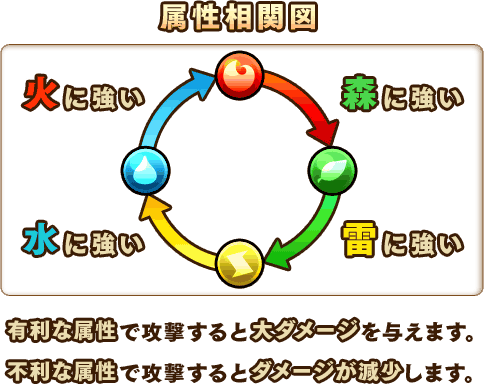 属性相関図
火に強い
森に強い
水に強い
雷に強い
有利な属性で攻撃すると大ダメージを与えます。
不利な属性で攻撃するとダメージが減少します。